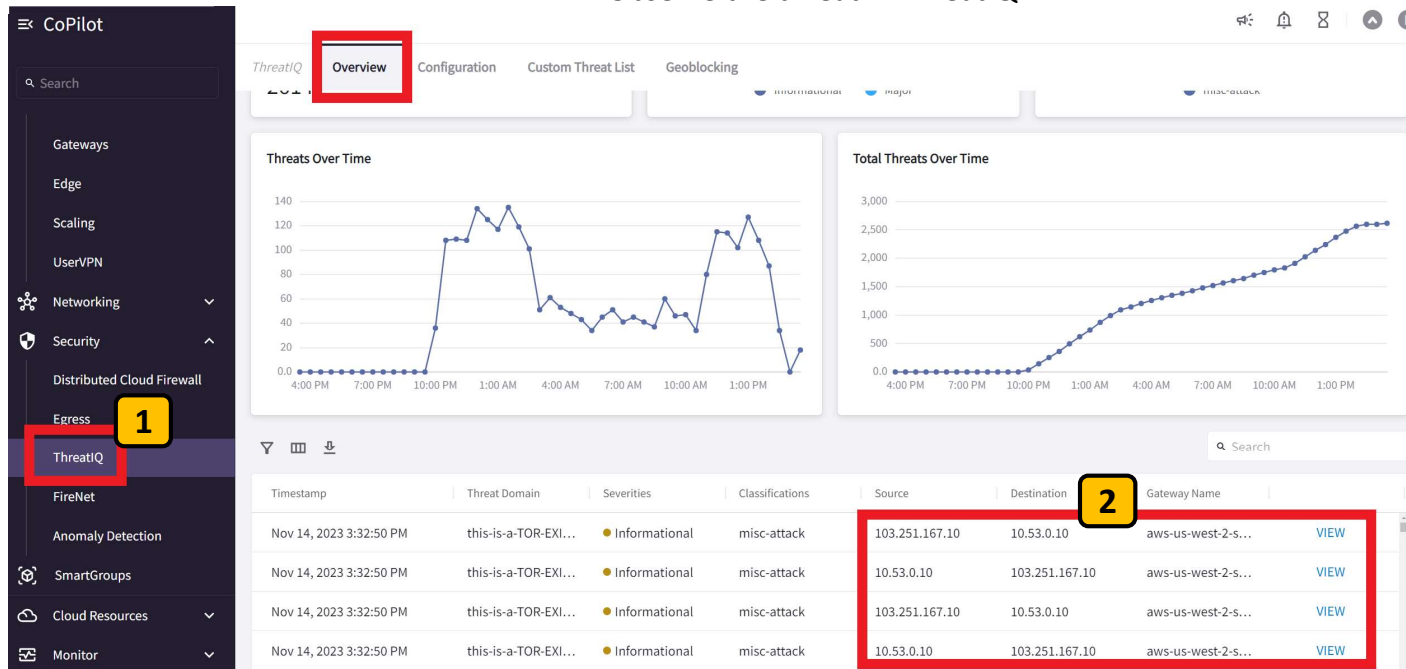 CoPilot
Search
ThreatIQ Overview Configuration Custom Threat List Geoblocking
Informational Major misc-attack
Gateways
Edge
Scaling
UserVPN
Networking
Security
Distributed Cloud Firewall
Egress
1
ThreatIQ
FireNet
Anomaly Detection
SmartGroups
Cloud Resources
Monitor
Threats Over Time
140
120
100
80
60
40
20
0.0
4:00 PM 7:00 PM 10:00 PM 1:00 AM 4:00 AM 7:00 AM 10:00 AM 1:00 PM
Total Threats Over Time
3,000
2,500
2,000
1,500
1,000
500
0.0
4:00 PM 7:00 PM 10:00 PM 1:00 AM 4:00 AM 7:00 AM 10:00 AM 1:00 PM
Search
2
Timestamp Threat Domain Severities Classifications Source Destination Gateway Name
Nov 14, 2023 3:32:50 PM this-is-a-TOR-EXI... Informational misc-attack 103.251.167.10 10.53.0.10 aws-us-west-2-s... VIEW
Nov 14, 2023 3:32:50 PM this-is-a-TOR-EXI... Informational misc-attack 10.53.0.10 103.251.167.10 aws-us-west-2-s... VIEW
Nov 14, 2023 3:32:50 PM this-is-a-TOR-EXI... Informational misc-attack 103.251.167.10 10.53.0.10 aws-us-west-2-s... VIEW
Nov 14, 2023 3:32:50 PM this-is-a-TOR-EXI... Informational misc-attack 10.53.0.10 103.251.167.10 aws-us-west-2-s... VIEW